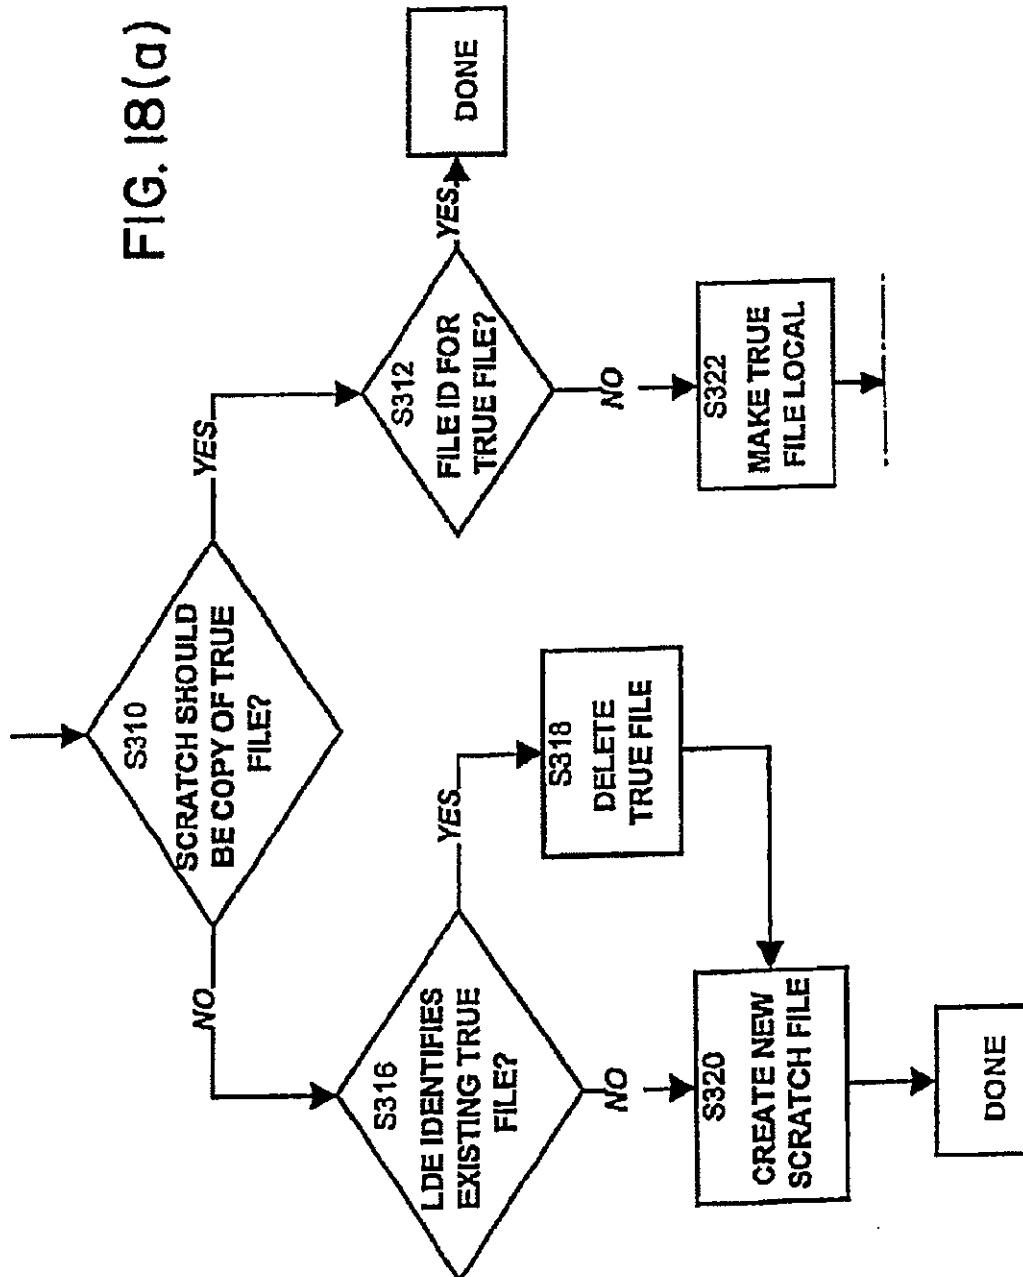 FIG. 18(a)
S310
SCRATCH SHOULD
BE COPY OF TRUE
FILE?
NO
YES
S316
LDE IDENTIFIES
EXISTING TRUE
FILE?
YES
NO
S312
FILE ID FOR
TRUE FILE?
YES
NO
DONE
S318
DELETE
TRUE FILE
S320
CREATE NEW
SCRATCH FILE
S322
MAKE TRUE
FILE LOCAL
DONE